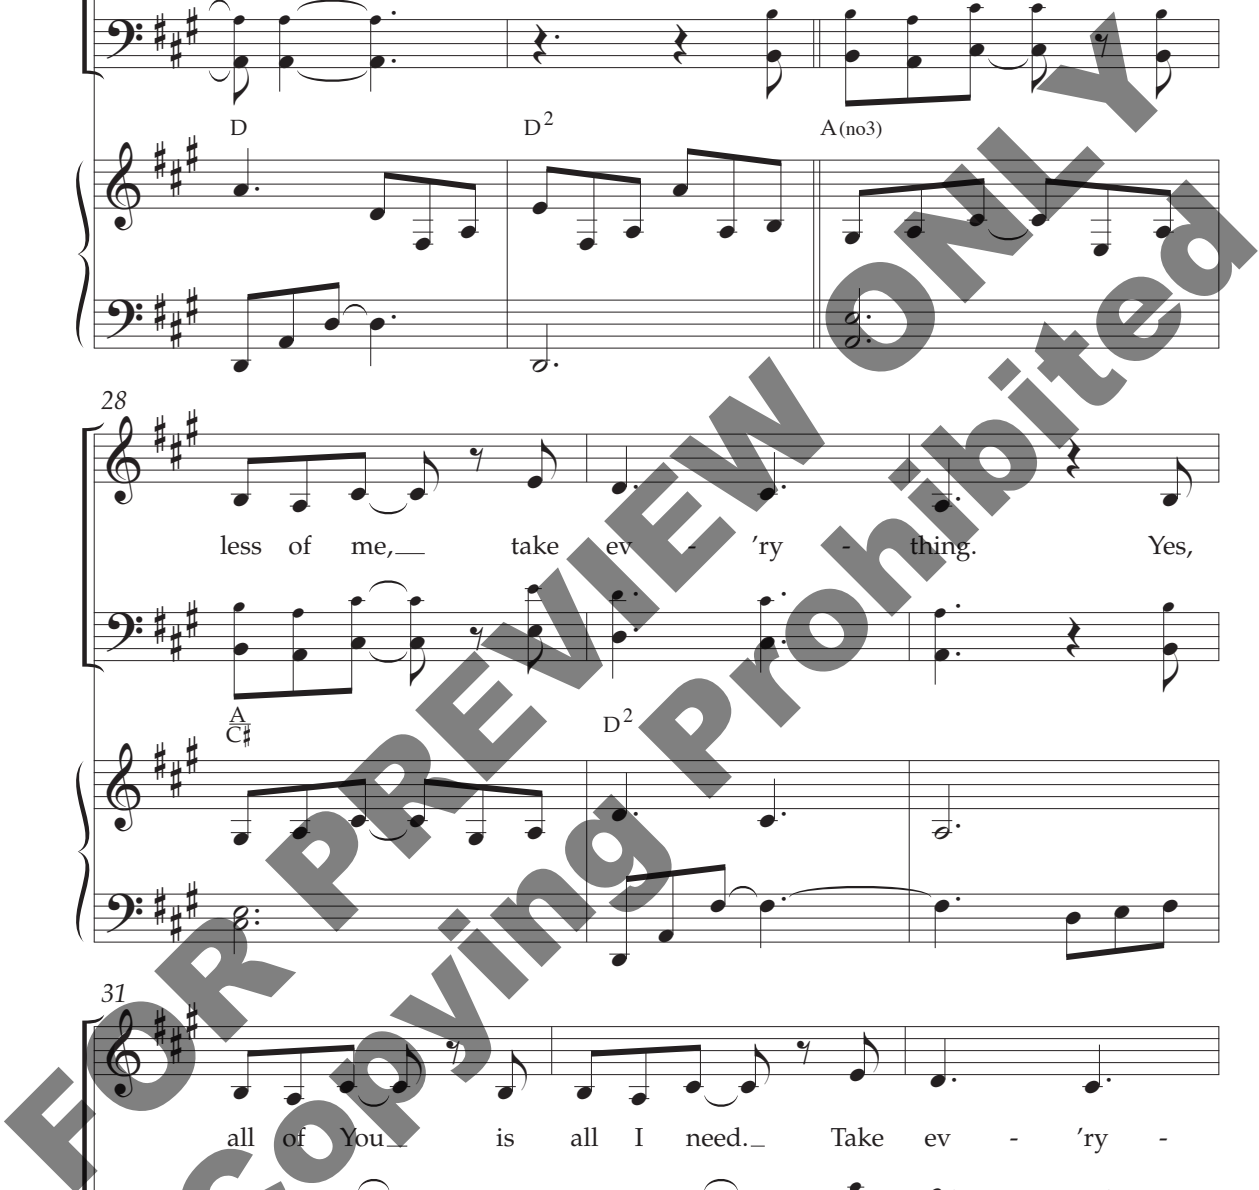 D D2 A(no3)
28
less of me, take ev - 'ry - thing. Yes,
A
C♯ D2
31
all of You is all I need. Take ev - 'ry -
FOR PREVIEW ONLY
Copying Prohibited